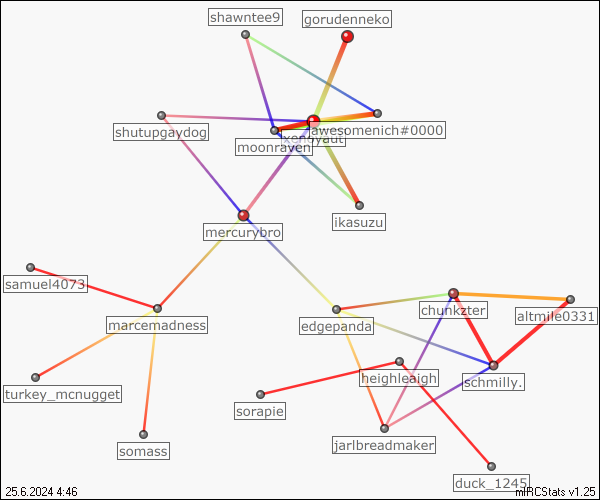 shawntee9
gorudenneko
shutupgaydog
awesomenich#0000
xenoyaut
moonraven
ikasuzu
mercurybro
samuel4073
marcemadness
edgepanda
chunkzter
altmile0331
turkey_mcnugget
heighleaigh
schmilly.
sorapie
somass
jarlbreadmaker
duck_1245
25.6.2024 4:46
mIRCStats v1.25